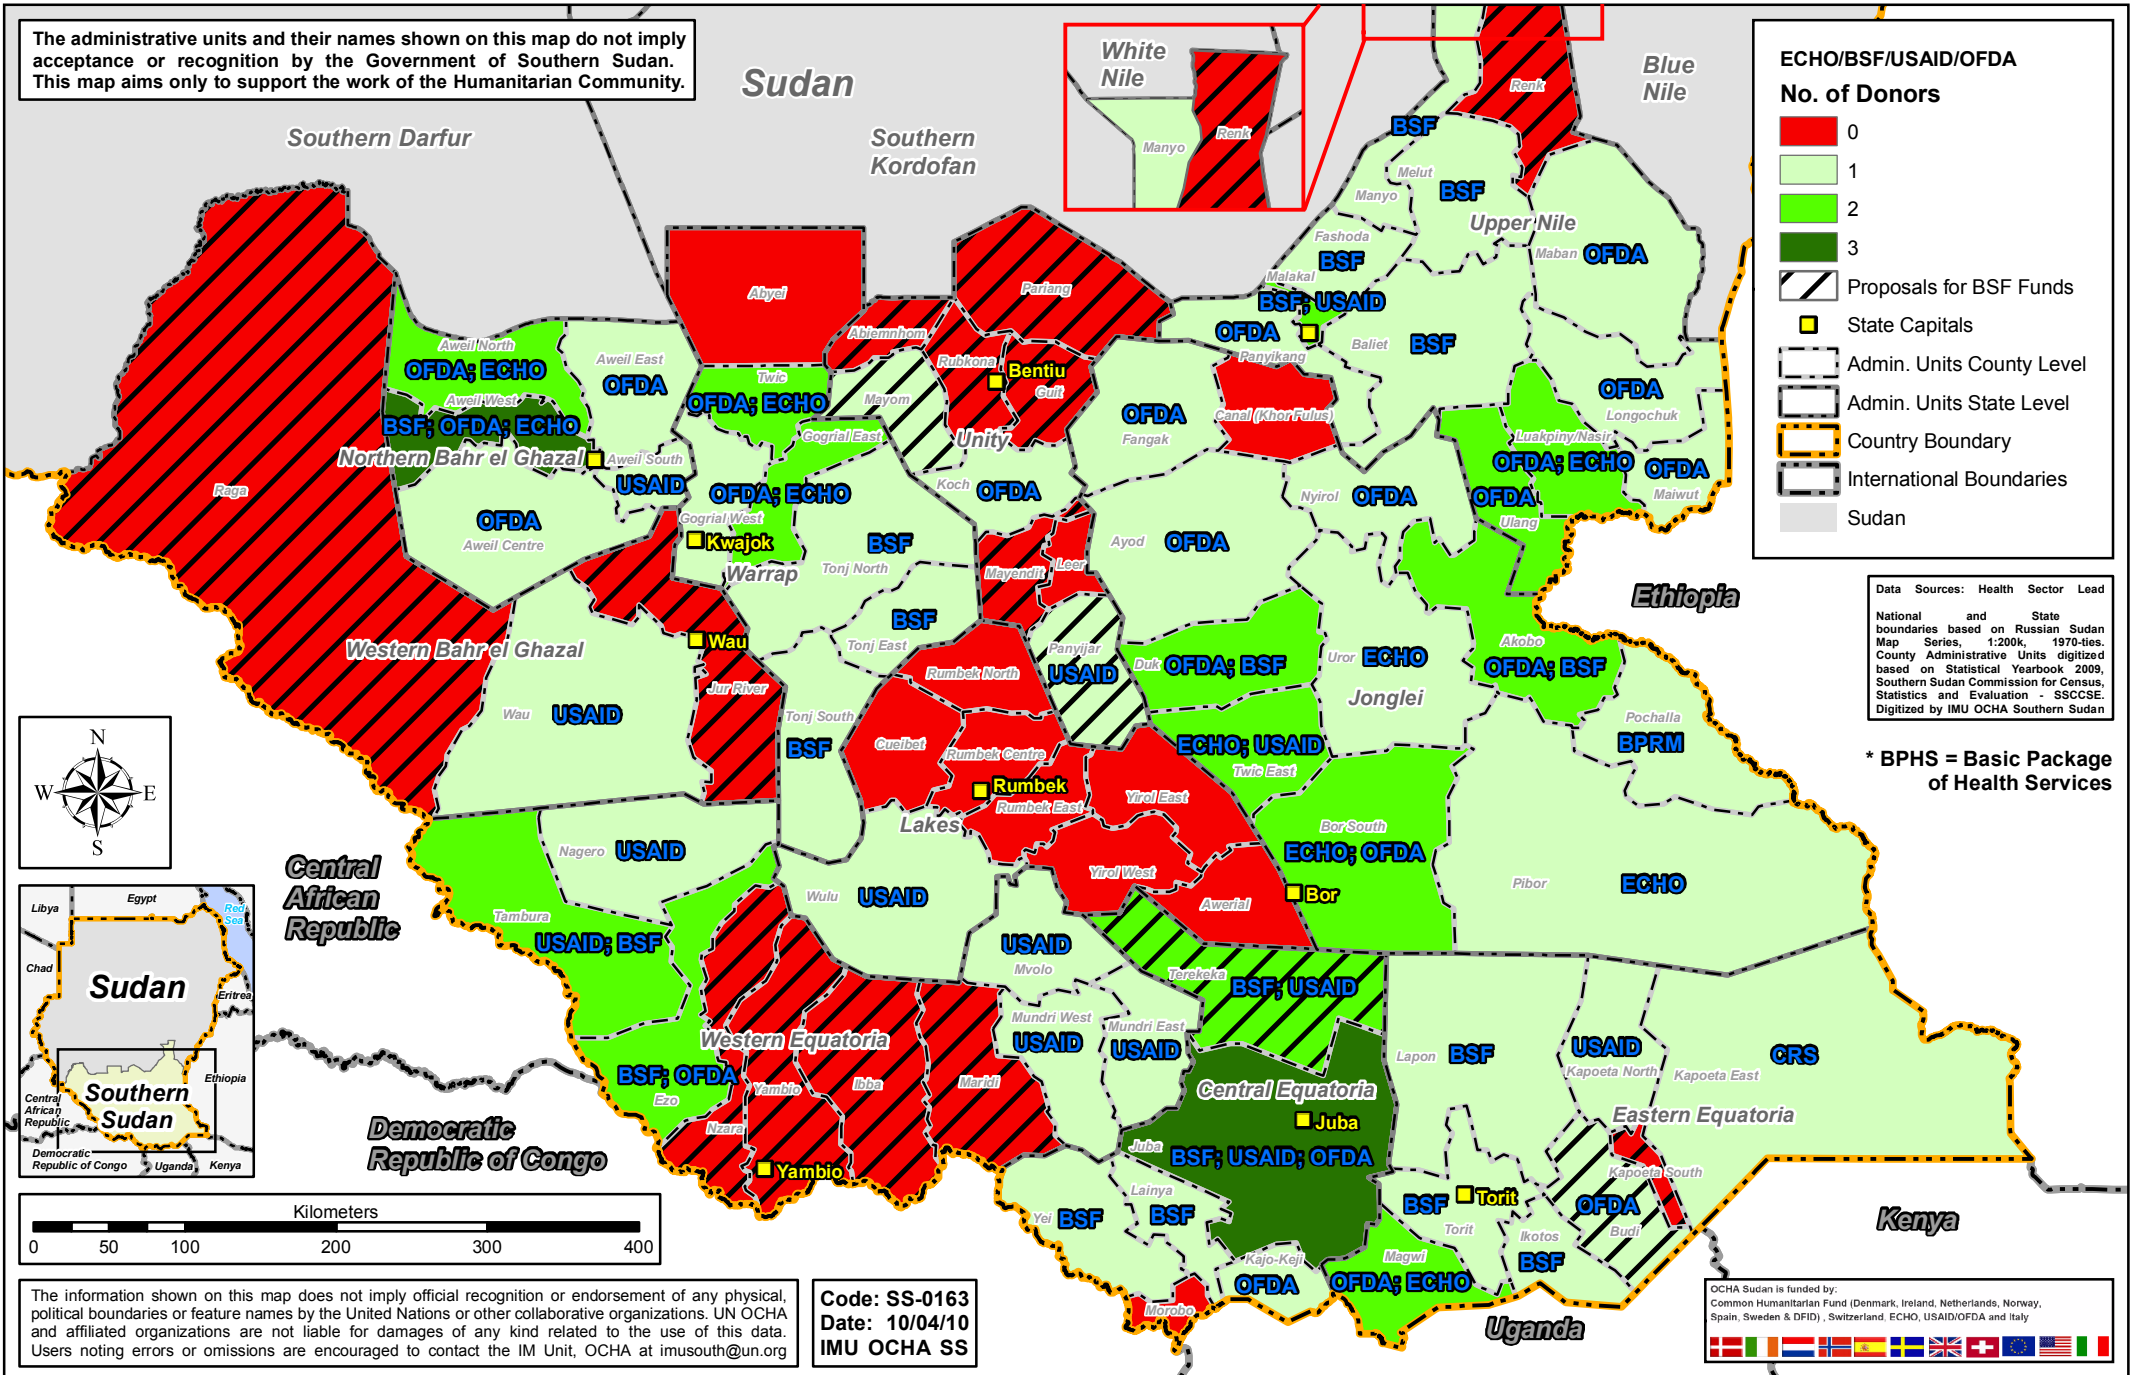 The administrative units and their names shown on this map do not imply
acceptance or recognition by the Government of Southern Sudan.
This map aims only to support the work of the Humanitarian Community.
Sudan
Southern Darfur
Southern
Kordofan
White
Nile
Manyo
Renk
Renk
Blue
Nile
ECHO/BSF/USAID/OFDA
No. of Donors
0
1
2
3
Proposals for BSF Funds
State Capitals
Admin. Units County Level
Admin. Units State Level
Country Boundary
International Boundaries
Sudan
BSF
Melut
BSF
Manyo
Upper Nile
Fashoda
BSF
Maban
OFDA
Malakal
BSF; USAID
OFDA
Panyikang
Baliet
BSF
Abyei
Pariang
Abiemnhom
Rubkona
Bentiu
Guit
Aweil North
OFDA; ECHO
Aweil East
OFDA
Aweil West
BSF; OFDA; ECHO
Twic
OFDA; ECHO
Mayom
Gogrial East
Unity
OFDA
Fangak
Canal (Khor Fulus)
OFDA
Longochuk
Luakpiny/Nasir
OFDA; ECHO
OFDA
Maiwut
Northern Bahr el Ghazal
Aweil South
USAID
Raga
OFDA; ECHO
Koch
OFDA
Nyirol
OFDA
OFDA
Ulang
OFDA
Aweil Centre
Gogrial West
Kwajok
BSF
Tonj North
Warrap
Mayendit
Leer
Ayod
OFDA
Ethiopia
Data Sources: Health Sector Lead
National and State
boundaries based on Russian Sudan
Map Series, 1:200k, 1970-ties.
County Administrative Units digitized
based on Statistical Yearbook 2009,
Southern Sudan Commission for Census,
Statistics and Evaluation - SSCCSE.
Digitized by IMU OCHA Southern Sudan
BSF
Tonj East
Wau
Western Bahr el Ghazal
Jur River
Wau
USAID
Panyijar
USAID
Rumbek North
Duk
OFDA; BSF
Uror
ECHO
Akobo
OFDA; BSF
Jonglei
Tonj South
BSF
Cueibet
Rumbek Centre
Rumbek
Rumbek East
ECHO; USAID
Twic East
Pochalla
BPRM
* BPHS = Basic Package
of Health Services
N
W
E
S
Yirol East
Lakes
Bor South
ECHO; OFDA
Nagero
USAID
Yirol West
Wulu
USAID
Awerial
Bor
Pibor
ECHO
Central
African
Republic
Tambura
USAID; BSF
USAID
Mvolo
Terekeka
BSF; USAID
Libya
Egypt
Red
Sea
Chad
Sudan
Eritrea
Ethiopia
Southern
Sudan
Central
African
Republic
Democratic
Republic of Congo
Uganda
Kenya
Western Equatoria
Mundri West
USAID
Mundri East
USAID
Lapon
BSF
USAID
Kapoeta North
CRS
Kapoeta East
BSF; OFDA
Ezo
Yambio
Ibba
Maridi
Central Equatoria
Juba
Juba
BSF; USAID; OFDA
Eastern Equatoria
Nzara
Yambio
Democratic
Republic of Congo
Kapoeta South
Lainya
BSF
Yei
BSF
BSF
Torit
Torit
OFDA
Budi
Ikotos
BSF
Kajo-Keji
OFDA
Magwi
OFDA; ECHO
Morobo
Kenya
Uganda
Kilometers
0 50 100 200 300 400
The information shown on this map does not imply official recognition or endorsement of any physical,
political boundaries or feature names by the United Nations or other collaborative organizations. UN OCHA
and affiliated organizations are not liable for damages of any kind related to the use of this data.
Users noting errors or omissions are encouraged to contact the IM Unit, OCHA at imusouth@un.org
Code: SS-0163
Date: 10/04/10
IMU OCHA SS
OCHA Sudan is funded by:
Common Humanitarian Fund (Denmark, Ireland, Netherlands, Norway,
Spain, Sweden & DFID) , Switzerland, ECHO, USAID/OFDA and Italy